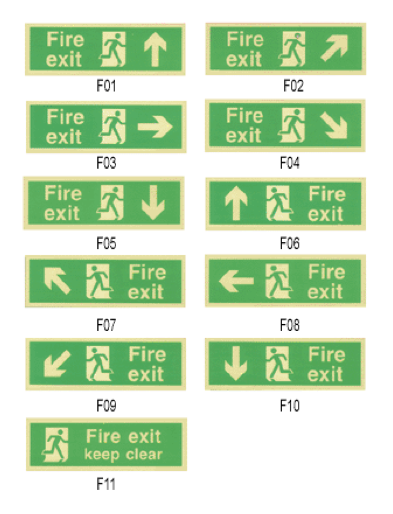 Fire
exit
F01
Fire
exit
F02
Fire
exit
F03
Fire
exit
F04
Fire
exit
F05
Fire
exit
F06
Fire
exit
F07
Fire
exit
F08
Fire
exit
F09
Fire
exit
F10
Fire exit
keep clear
F11